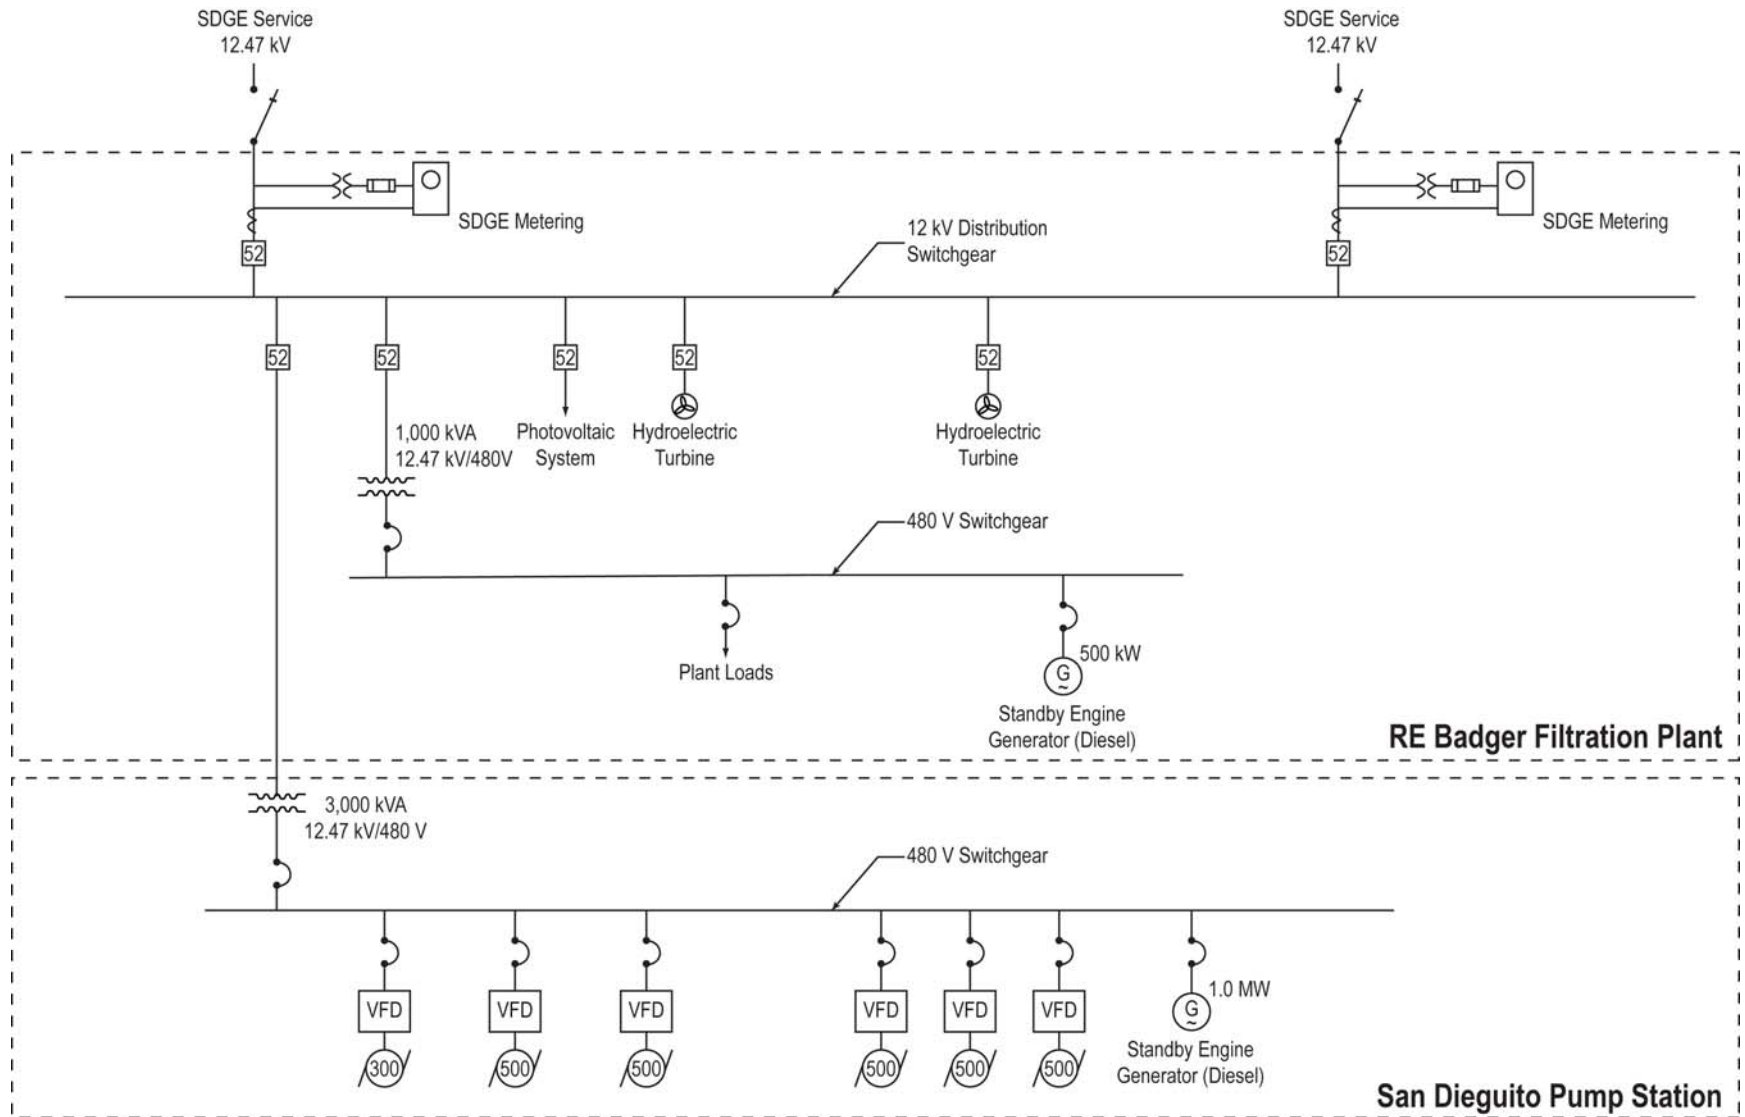 SDGE Service
12.47 kV
SDGE Service
12.47 kV
SDGE Metering
SDGE Metering
52
52
12 kV Distribution
Switchgear
52
52
52
52
52
1,000 kVA
12.47 kV/480V
Photovoltaic
System
Hydroelectric
Turbine
Hydroelectric
Turbine
480 V Switchgear
Plant Loads
500 kW
G
~
Standby Engine
Generator (Diesel)
RE Badger Filtration Plant
3,000 kVA
12.47 kV/480 V
480 V Switchgear
VFD
VFD
VFD
VFD
VFD
VFD
1.0 MW
G
~
300
500
500
500
500
500
Standby Engine
Generator (Diesel)
San Dieguito Pump Station